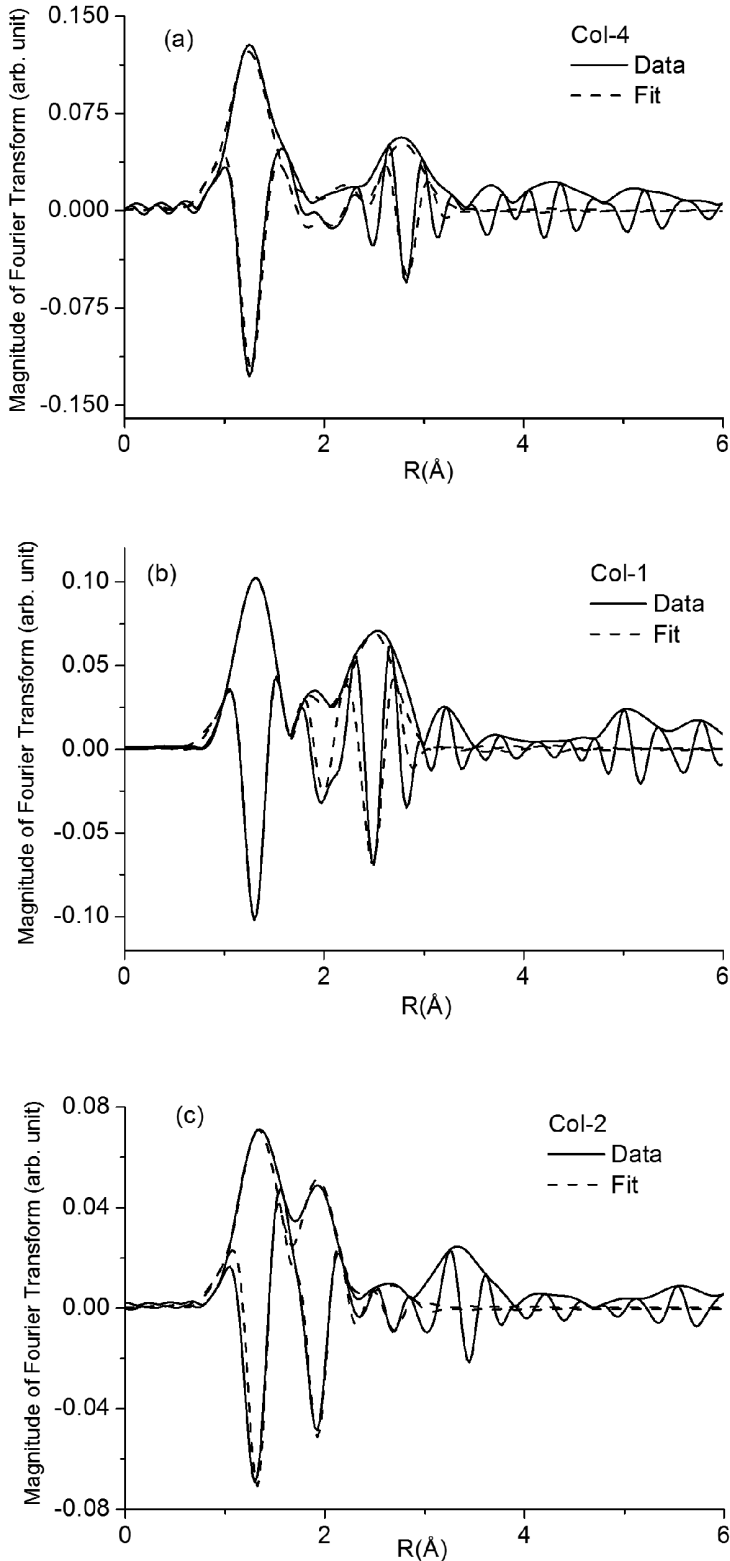 (a)
Col-4
Data
Fit
Magnitude of Fourier Transform (arb. unit)
0.150
0.075
0.000
-0.075
-0.150
0
2
4
6
R(Å)
(b)
Col-1
Data
Fit
Magnitude of Fourier Transform (arb. unit)
0.10
0.05
0.00
-0.05
-0.10
0
2
4
6
R(Å)
(c)
Col-2
Data
Fit
Magnitude of Fourier Transform (arb. unit)
0.08
0.04
0.00
-0.04
-0.08
0
2
4
6
R(Å)